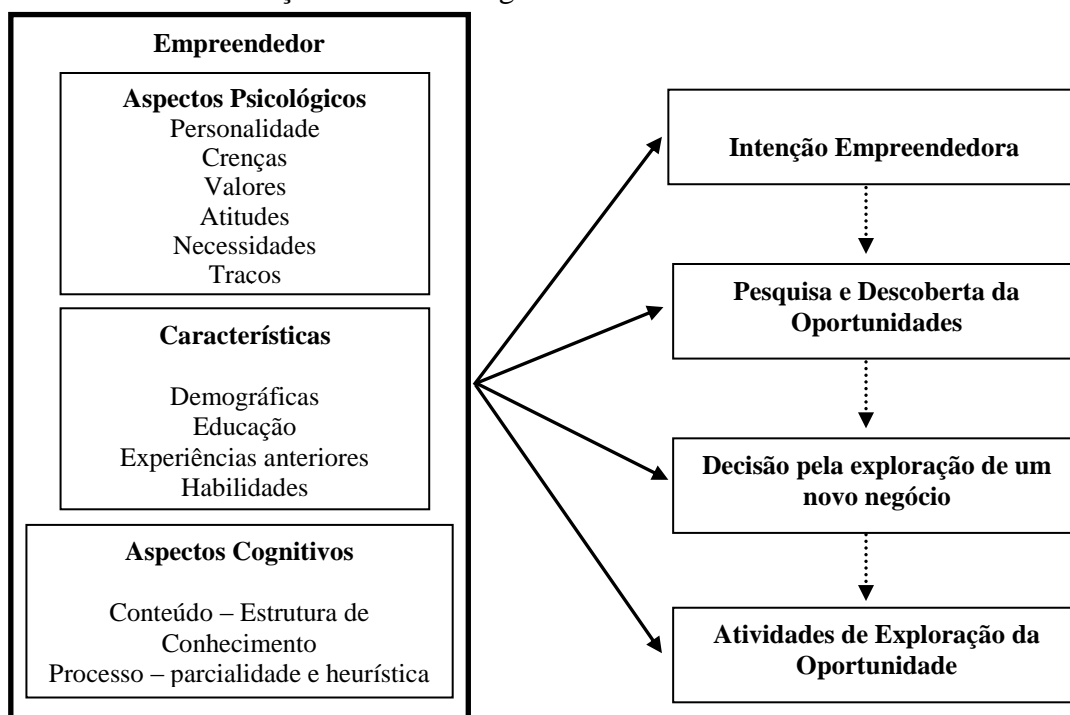 Empreendedor
Aspectos Psicológicos
Personalidade
Crenças
Valores
Atitudes
Necessidades
Tracos
Característícas
Demográficas
Educação
Experiências anteriores
Habilidades
Aspectos Cognitivos
Conteúdo – Estrutura de
Conhecimento
Processo – parcialidade e heurística
Intenção Empreendedora
Pesquisa e Descoberta da
Oportunidades
Decisão pela exploração de um
novo negócio
Atividades de Exploração da
Oportunidade